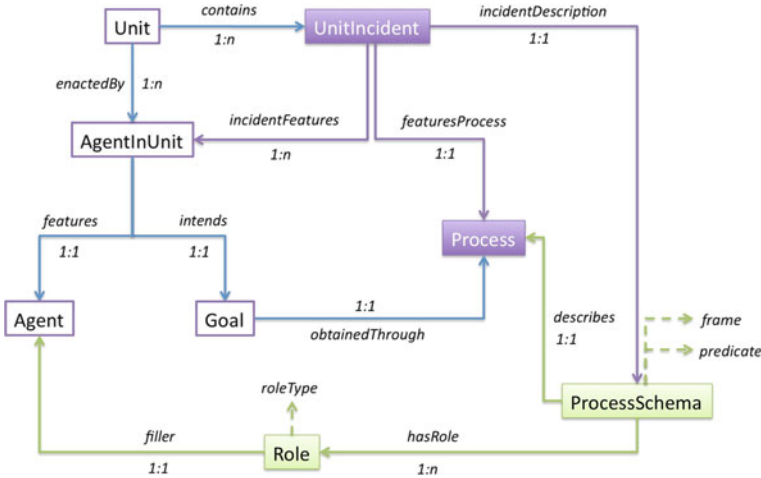 contains
incidentDescription
Unit
UnitIncident
1:n
1:1
enactedBy
1:n
incidentFeatures
featuresProcess
AgentInUnit
1:n
1:1
features
intends
1:1
1:1
Process
1:1
Agent
Goal
describes
frame
obtainedThrough
1:1
predicate
roleType
ProcessSchema
filler
hasRole
Role
1:1
1:n